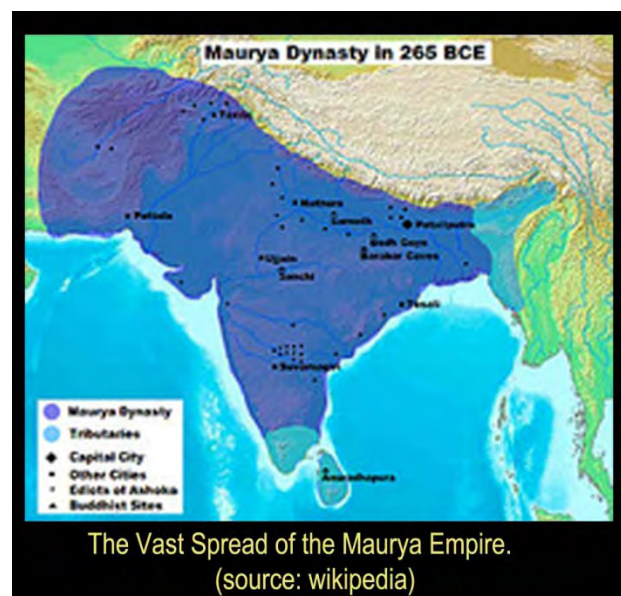 Maurya Dynasty in 265 BCE
Taxila
Patala
Mathura
Sarnath
Pataliputra
Bodh Gaya
Barabar Caves
Ujjain
Sanchi
Tosali
Suvarnagiri
Anuradhapura
Maurya Dynasty
Tributaries
Capital City
Other Cities
Edicts of Ashoka
Buddhist Sites
The Vast Spread of the Maurya Empire.
(source: wikipedia)